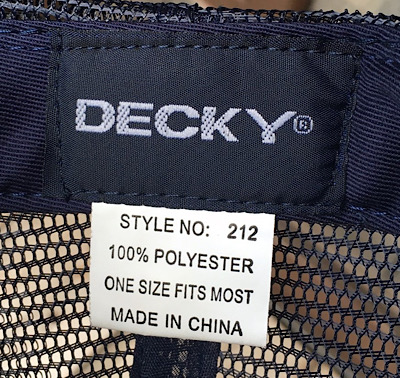 DECKY®
STYLE NO: 212
100% POLYESTER
ONE SIZE FITS MOST
MADE IN CHINA